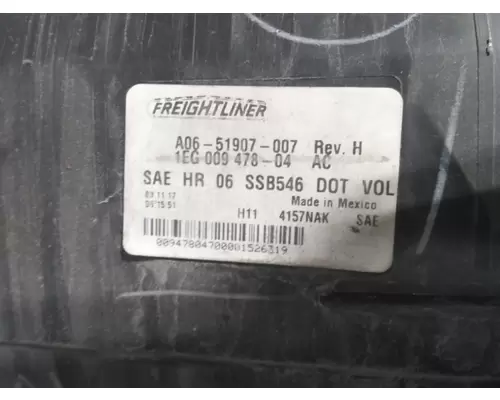 FREIGHTLINER
A06-51907-007 Rev. H
1EG 009 478-04 AC
SAE HR 06 SSB546 DOT VOL
Made in Mexico
H11 4157NAK SAE
00947804700001526319